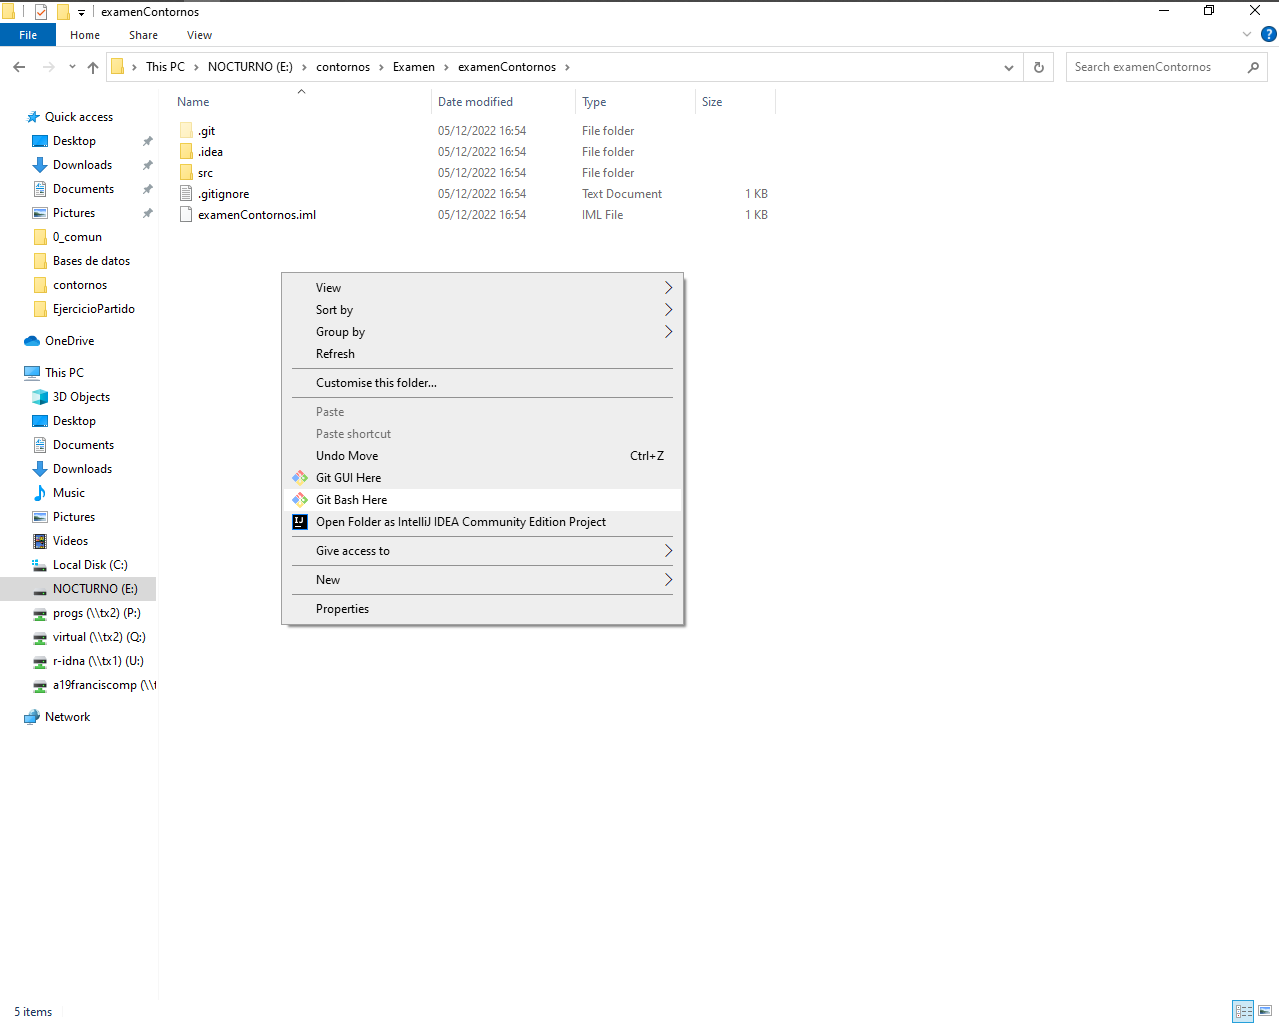 examenContornos
File Home Share View
This PC NOCTURNO (E:) contornos Examen examenContornos
Search examenContornos
Name Date modified Type Size
.git 05/12/2022 16:54 File folder
.idea 05/12/2022 16:54 File folder
src 05/12/2022 16:54 File folder
.gitignore 05/12/2022 16:54 Text Document 1 KB
examenContornos.iml 05/12/2022 16:54 IML File 1 KB
Quick access
Desktop
Downloads
Documents
Pictures
0_comun
Bases de datos
contornos
EjercicioPartido
OneDrive
This PC
3D Objects
Desktop
Documents
Downloads
Music
Pictures
Videos
Local Disk (C:)
NOCTURNO (E:)
progs (\\tx2) (P:)
virtual (\\tx2) (Q:)
r-idna (\\tx1) (U:)
a19franciscomp (\\t
Network
View
Sort by
Group by
Refresh
Customise this folder...
Paste
Paste shortcut
Undo Move Ctrl+Z
Git GUI Here
Git Bash Here
Open Folder as IntelliJ IDEA Community Edition Project
Give access to
New
Properties
5 items